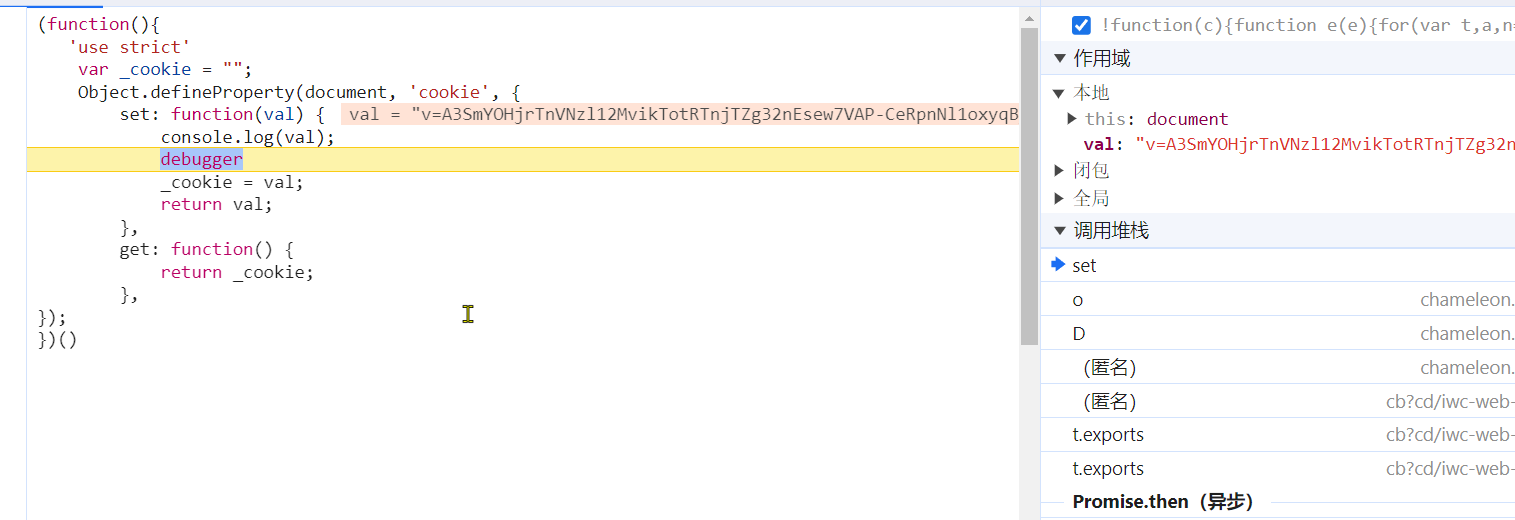 (function(){
'use strict'
var _cookie = "";
Object.defineProperty(document, 'cookie', {
set: function(val) { val = "v=A3SmYOHjrTnVNzl12MvikTotRTnjTZg32nEsew7VAP-CeRpnNl1oxyqB
console.log(val);
debugger
_cookie = val;
return val;
},
get: function() {
return _cookie;
},
});
})()
!function(c){function e(e){for(var t,a,n=
作用域
本地
this: document
val: "v=A3SmYOHjrTnVNzl12MvikTotRTnjTZg32n
闭包
全局
调用堆栈
set
o chameleon.
D chameleon.
(匿名) chameleon.
(匿名) cb?cd/iwc-web-
t.exports cb?cd/iwc-web-
t.exports cb?cd/iwc-web-
Promise.then（异步）